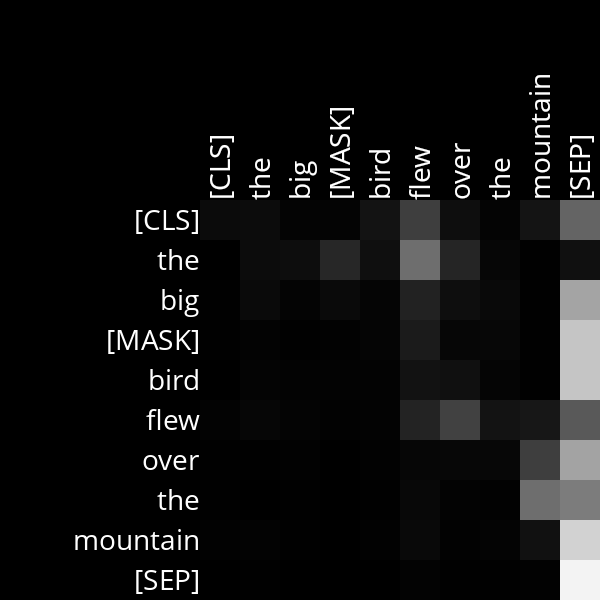 [CLS] the big [MASK] bird flew over the mountain [SEP]
[CLS]
the
big
[MASK]
bird
flew
over
the
mountain
[SEP]